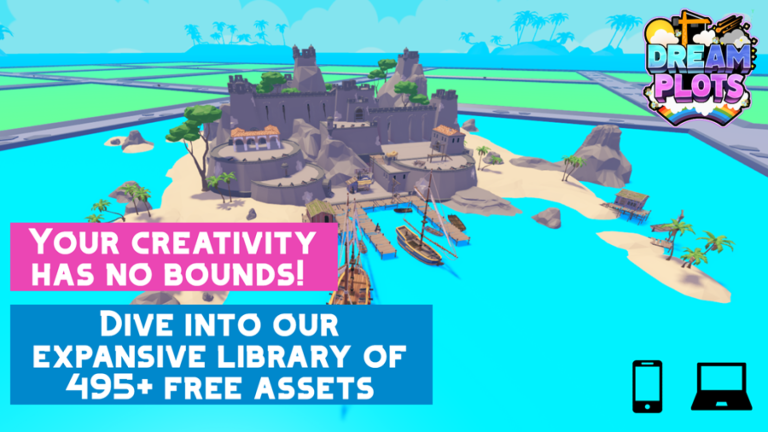 DREAM
PLOTS
YOUR CREATIVITY
HAS NO BOUNDS!
DIVE INTO OUR
EXPANSIVE LIBRARY OF
495+ FREE ASSETS